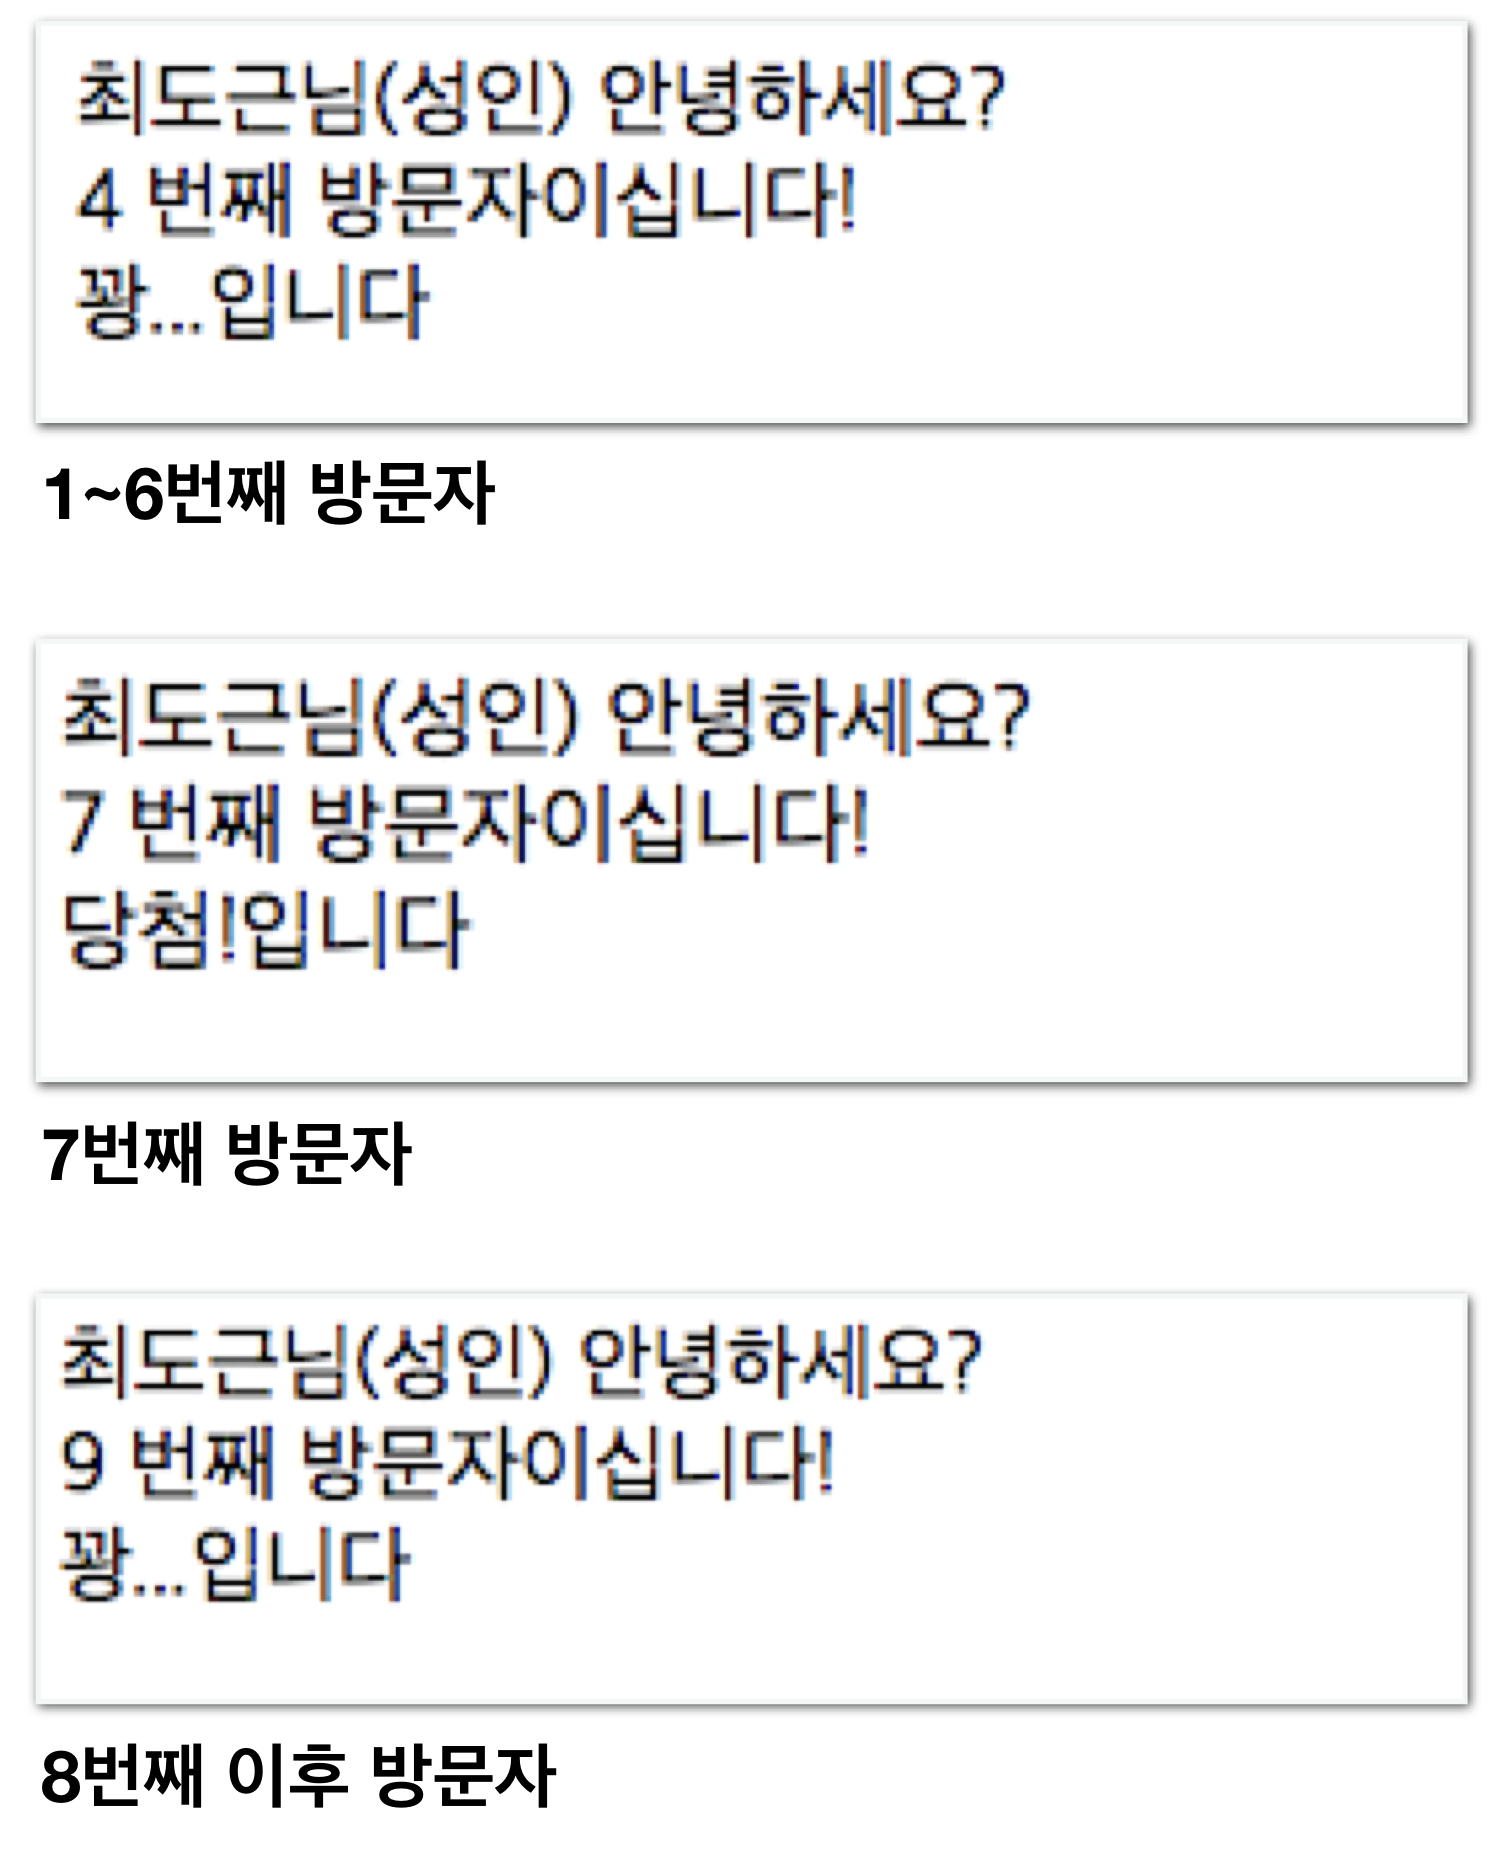 최도근님(성인) 안녕하세요?
4 번째 방문자이십니다!
꽝...입니다
1~6번째 방문자
최도근님(성인) 안녕하세요?
7 번째 방문자이십니다!
당첨!입니다
7번째 방문자
최도근님(성인) 안녕하세요?
9 번째 방문자이십니다!
꽝...입니다
8번째 이후 방문자